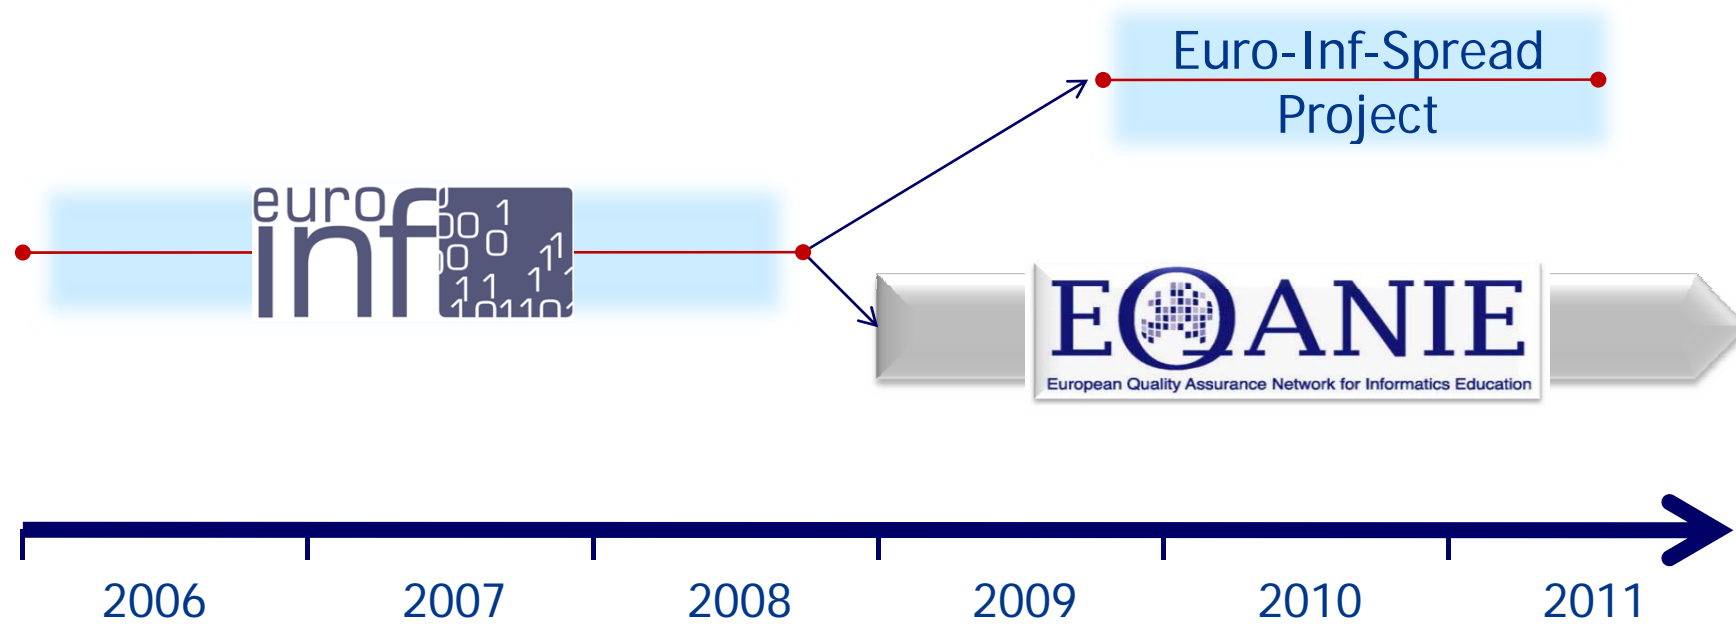 Euro-Inf-Spread
Project
euro
inf
EQANIE
European Quality Assurance Network for Informatics Education
2006 2007 2008 2009 2010 2011